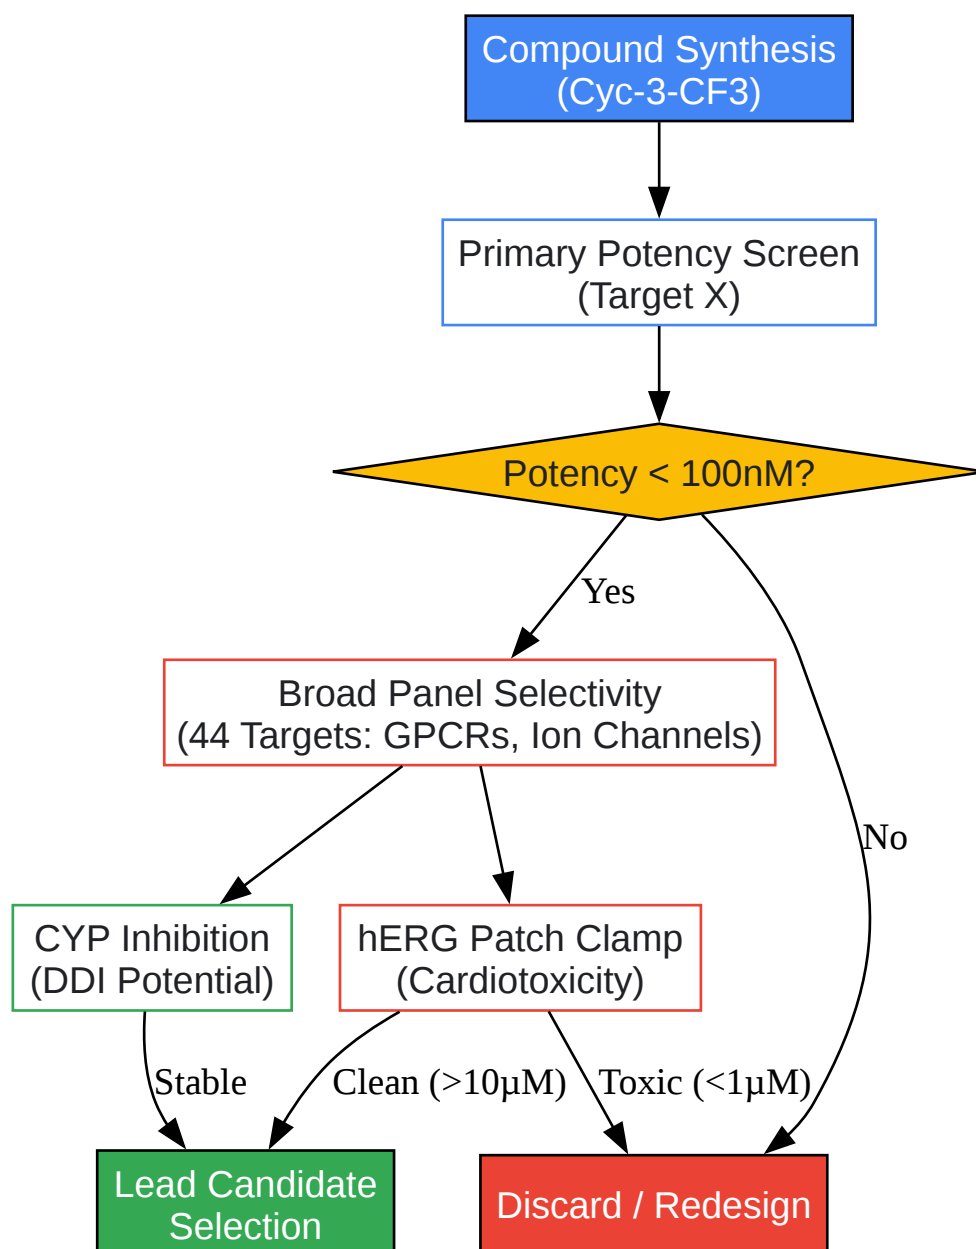 Compound Synthesis
(Cyc-3-CF3)
Primary Potency Screen
(Target X)
Potency < 100nM?
Yes
Broad Panel Selectivity
(44 Targets: GPCRs, Ion Channels)
No
CYP Inhibition
(DDI Potential)
hERG Patch Clamp
(Cardiotoxicity)
Stable
Clean (>10µM)
Toxic (<1µM)
Lead Candidate
Selection
Discard / Redesign